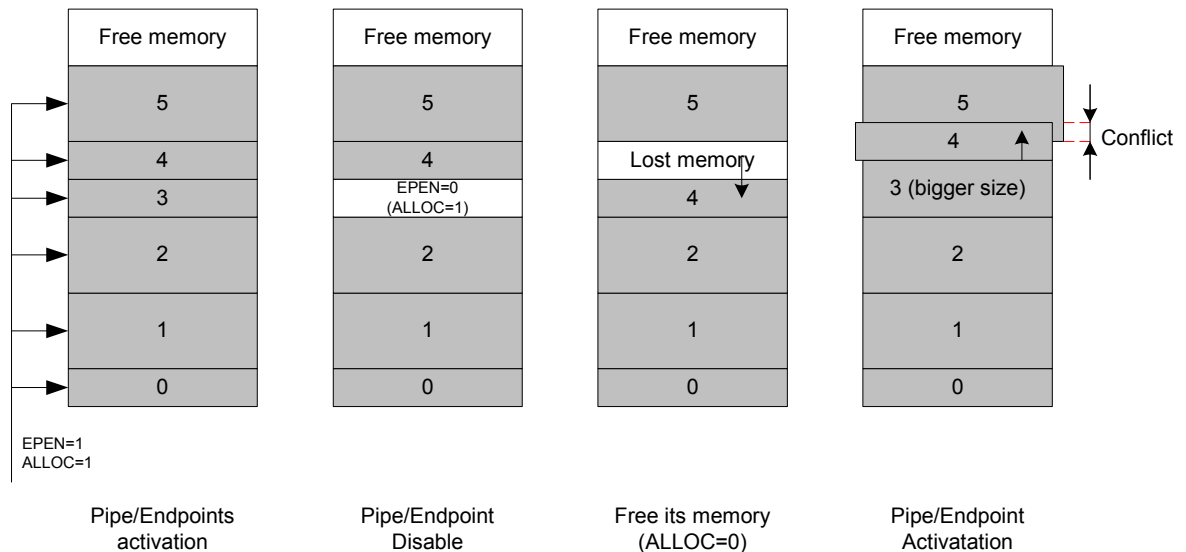 Free memory
5
4
3
2
1
0
EPEN=1
ALLOC=1
Pipe/Endpoints
activation
Free memory
5
4
EPEN=0
(ALLOC=1)
2
1
0
Pipe/Endpoint
Disable
Free memory
5
Lost memory
4
2
1
0
Free its memory
(ALLOC=0)
Free memory
5
4
Conflict
3 (bigger size)
2
1
0
Pipe/Endpoint
Activatation